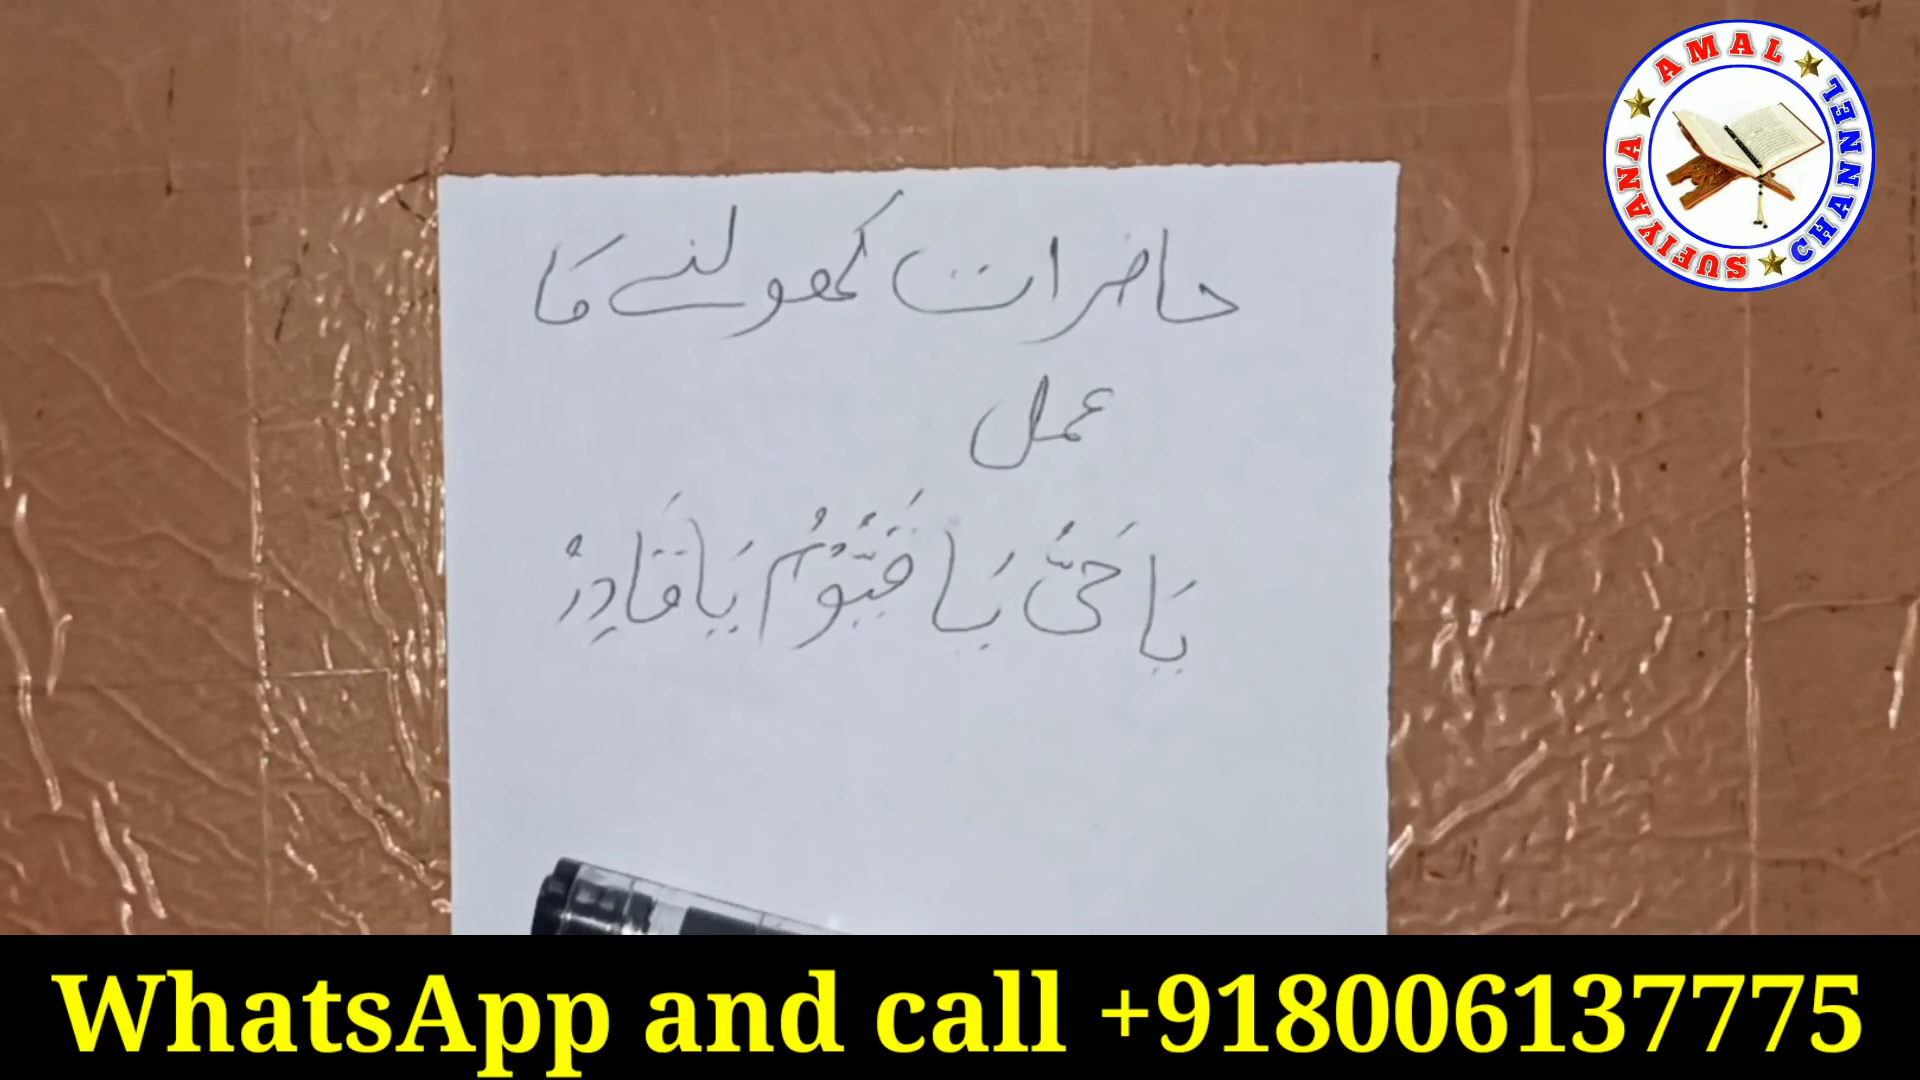 AMAL
CHANNEL
SUFIYANA
حاضرات کھولنے کا
عمل
یَا حَیُّ یَا قَیُّوْمُ یَا قَادِرُ
WhatsApp and call +918006137775